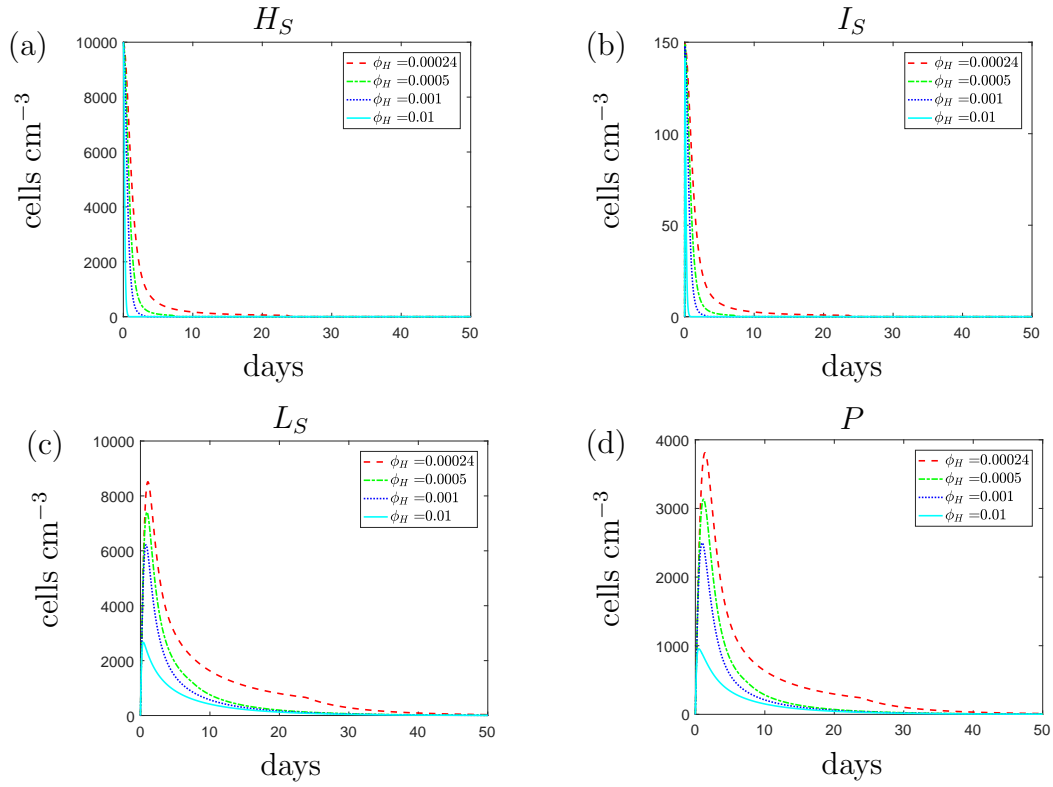 (a)
H_S
10000
8000
6000
4000
2000
0
0 10 20 30 40 50
cells cm⁻³
days
ϕ_H =0.00024
ϕ_H =0.0005
ϕ_H =0.001
ϕ_H =0.01
(b)
I_S
150
100
50
0
0 10 20 30 40 50
cells cm⁻³
days
ϕ_H =0.00024
ϕ_H =0.0005
ϕ_H =0.001
ϕ_H =0.01
(c)
L_S
10000
8000
6000
4000
2000
0
0 10 20 30 40 50
cells cm⁻³
days
ϕ_H =0.00024
ϕ_H =0.0005
ϕ_H =0.001
ϕ_H =0.01
(d)
P
4000
3000
2000
1000
0
0 10 20 30 40 50
cells cm⁻³
days
ϕ_H =0.00024
ϕ_H =0.0005
ϕ_H =0.001
ϕ_H =0.01